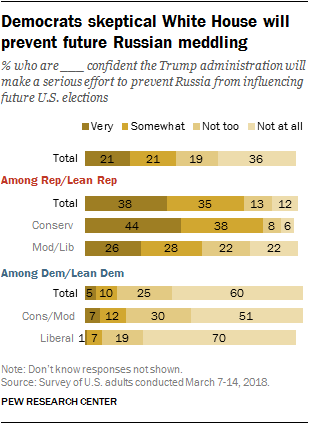 Democrats skeptical White House will
prevent future Russian meddling
% who are ___ confident the Trump administration will
make a serious effort to prevent Russia from influencing
future U.S. elections
Very Somewhat Not too Not at all
Total 21 21 19 36
Among Rep/Lean Rep
Total 38 35 13 12
Conserv 44 38 8 6
Mod/Lib 26 28 22 22
Among Dem/Lean Dem
Total 5 10 25 60
Cons/Mod 7 12 30 51
Liberal 1 7 19 70
Note: Don't know responses not shown.
Source: Survey of U.S. adults conducted March 7-14, 2018.
PEW RESEARCH CENTER